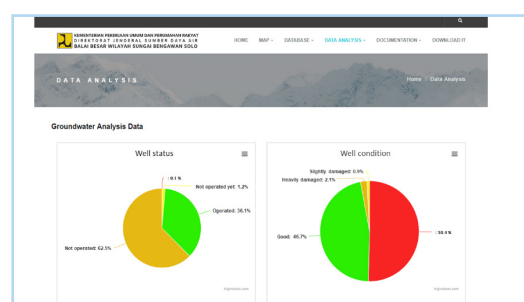 KEMENTERIAN PEKERJAAN UMUM DAN PERUMAHAN RAKYAT
DIREKTORAT JENDERAL SUMBER DAYA AIR
BALAI BESAR WILAYAH SUNGAI BENGAWAN SOLO
HOME MAP DATABASE DATA ANALYSIS DOCUMENTATION DOWNLOAD IT
DATA ANALYSIS
Home Data Analysis
Groundwater Analysis Data
Well status
: 0.1 %
Not operated yet: 1.2%
Operated: 36.1%
Not operated: 62.5%
Well condition
Slightly damaged: 0.9%
Heavily damaged: 2.1%
Good: 46.7%
: 50.4 %